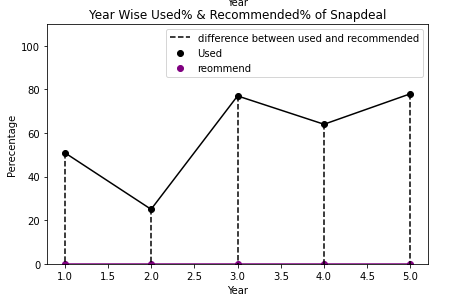 Year
Year Wise Used% & Recommended% of Snapdeal
difference between used and recommended
Used
reommend
100
80
60
40
20
0
Perecentage
1.0 1.5 2.0 2.5 3.0 3.5 4.0 4.5 5.0
Year